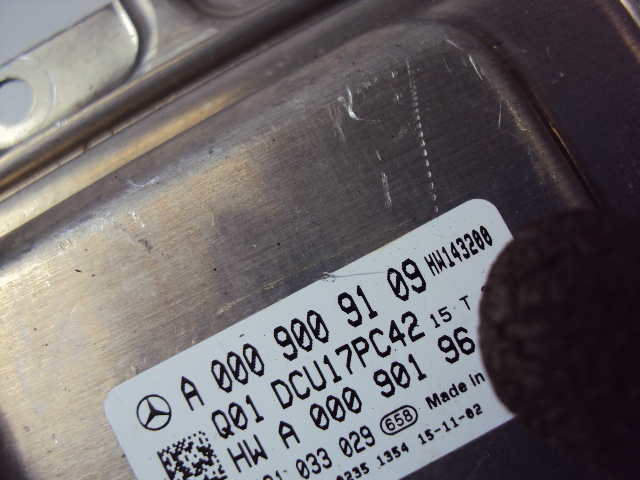 A 000 900 91 09 HW143200
Q01 DCU17PC42 15 T
HW A 000 901 96
033 029 658 Made in
0235 1354 15-11-02